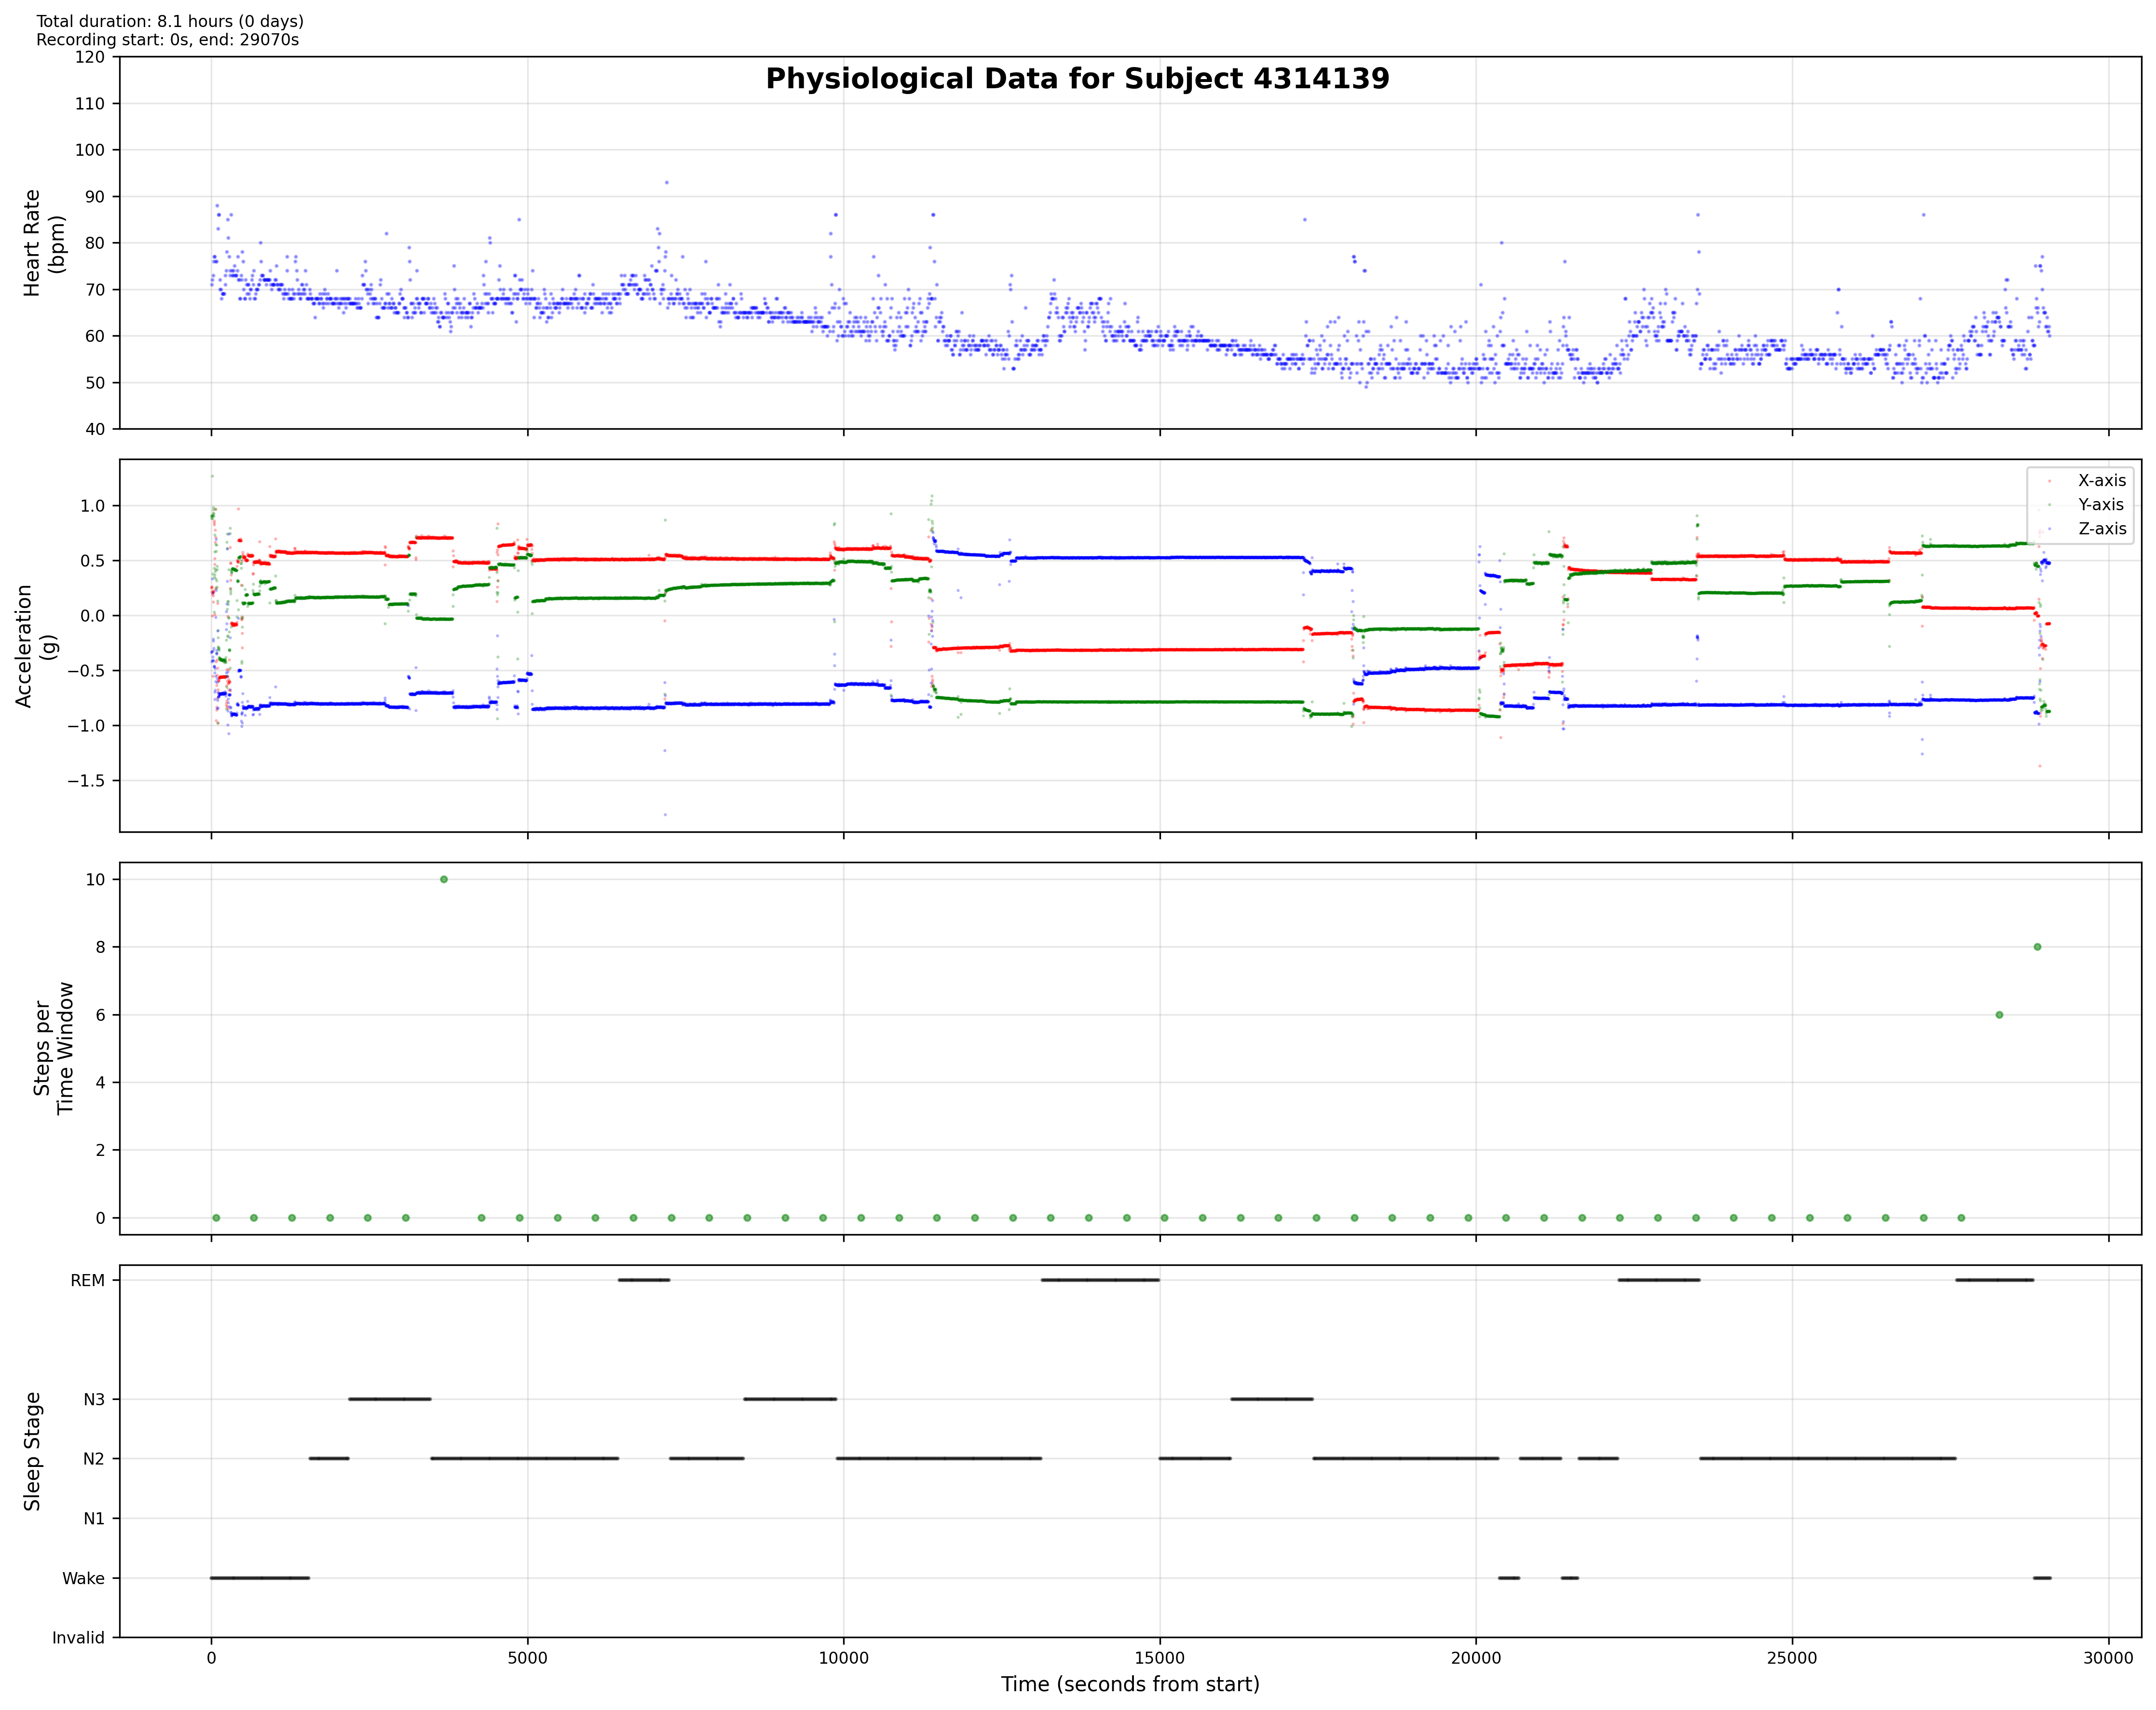 Total duration: 8.1 hours (0 days)
Recording start: 0s, end: 29070s
Physiological Data for Subject 4314139
120
110
100
90
80
70
60
50
40
Heart Rate
(bpm)
1.0
0.5
0.0
−0.5
−1.0
−1.5
Acceleration
(g)
X-axis
Y-axis
Z-axis
10
8
6
4
2
0
Steps per
Time Window
REM
N3
N2
N1
Wake
Invalid
Sleep Stage
0
5000
10000
15000
20000
25000
30000
Time (seconds from start)